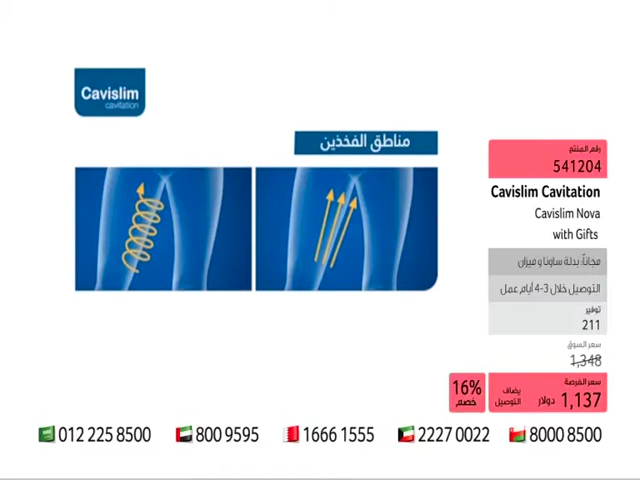 Cavislim
cavitation
مناطق الفخذين
رقم المنتج
541204
Cavislim Cavitation
Cavislim Nova
with Gifts
مجاناً: بدلة ساونا و ميزان
التوصيل خلال 3-4 أيام عمل
توفير
211
سعر السوق
1,348
سعر الفرصة
1,137 دولار
يضاف
التوصيل
16%
خصم
012 225 8500
800 9595
1666 1555
2227 0022
8000 8500